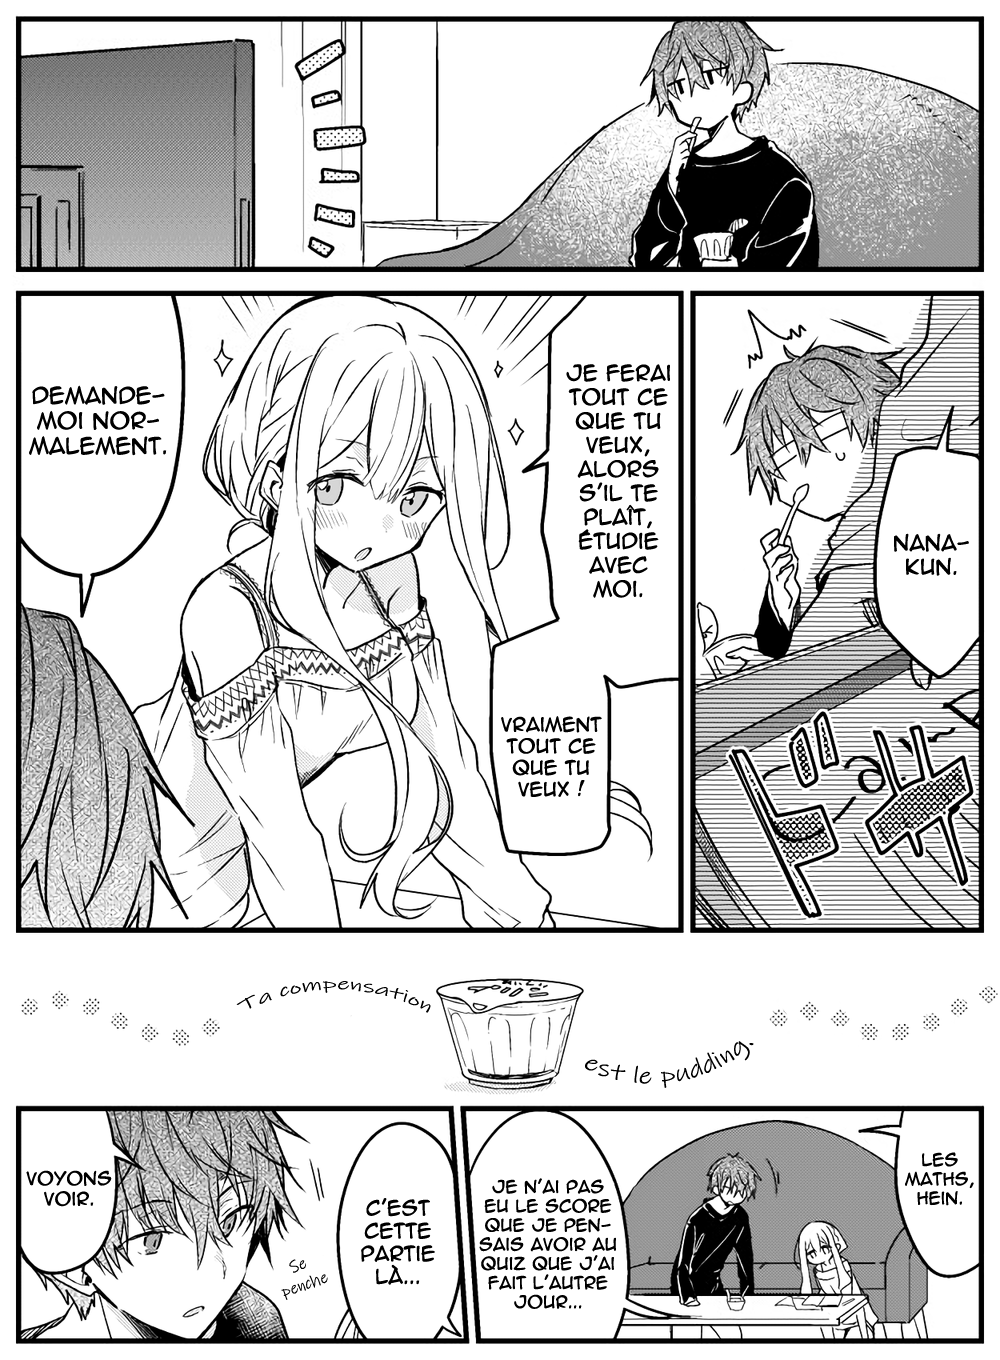 NANA-
KUN.
ドサッ
JE FERAI
TOUT CE
QUE TU
VEUX,
ALORS
S'IL TE
PLAÎT,
ÉTUDIE
AVEC
MOI.
VRAIMENT
TOUT CE
QUE TU
VEUX !
DEMANDE-
MOI NOR-
MALEMENT.
Ta compensation
est le pudding.
LES
MATHS,
HEIN.
JE N'AI PAS
EU LE SCORE
QUE JE PEN-
SAIS AVOIR AU
QUIZ QUE J'AI
FAIT L'AUTRE
JOUR...
C'EST
CETTE
PARTIE
LÀ...
Se
penche
VOYONS
VOIR.